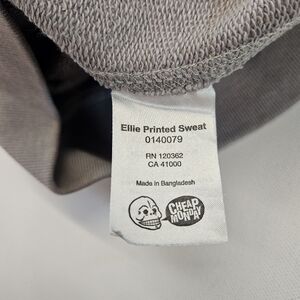 Ellie Printed Sweat
0140079
RN 120362
CA 41000
Made in Bangladesh
CHEAP
MONDAY